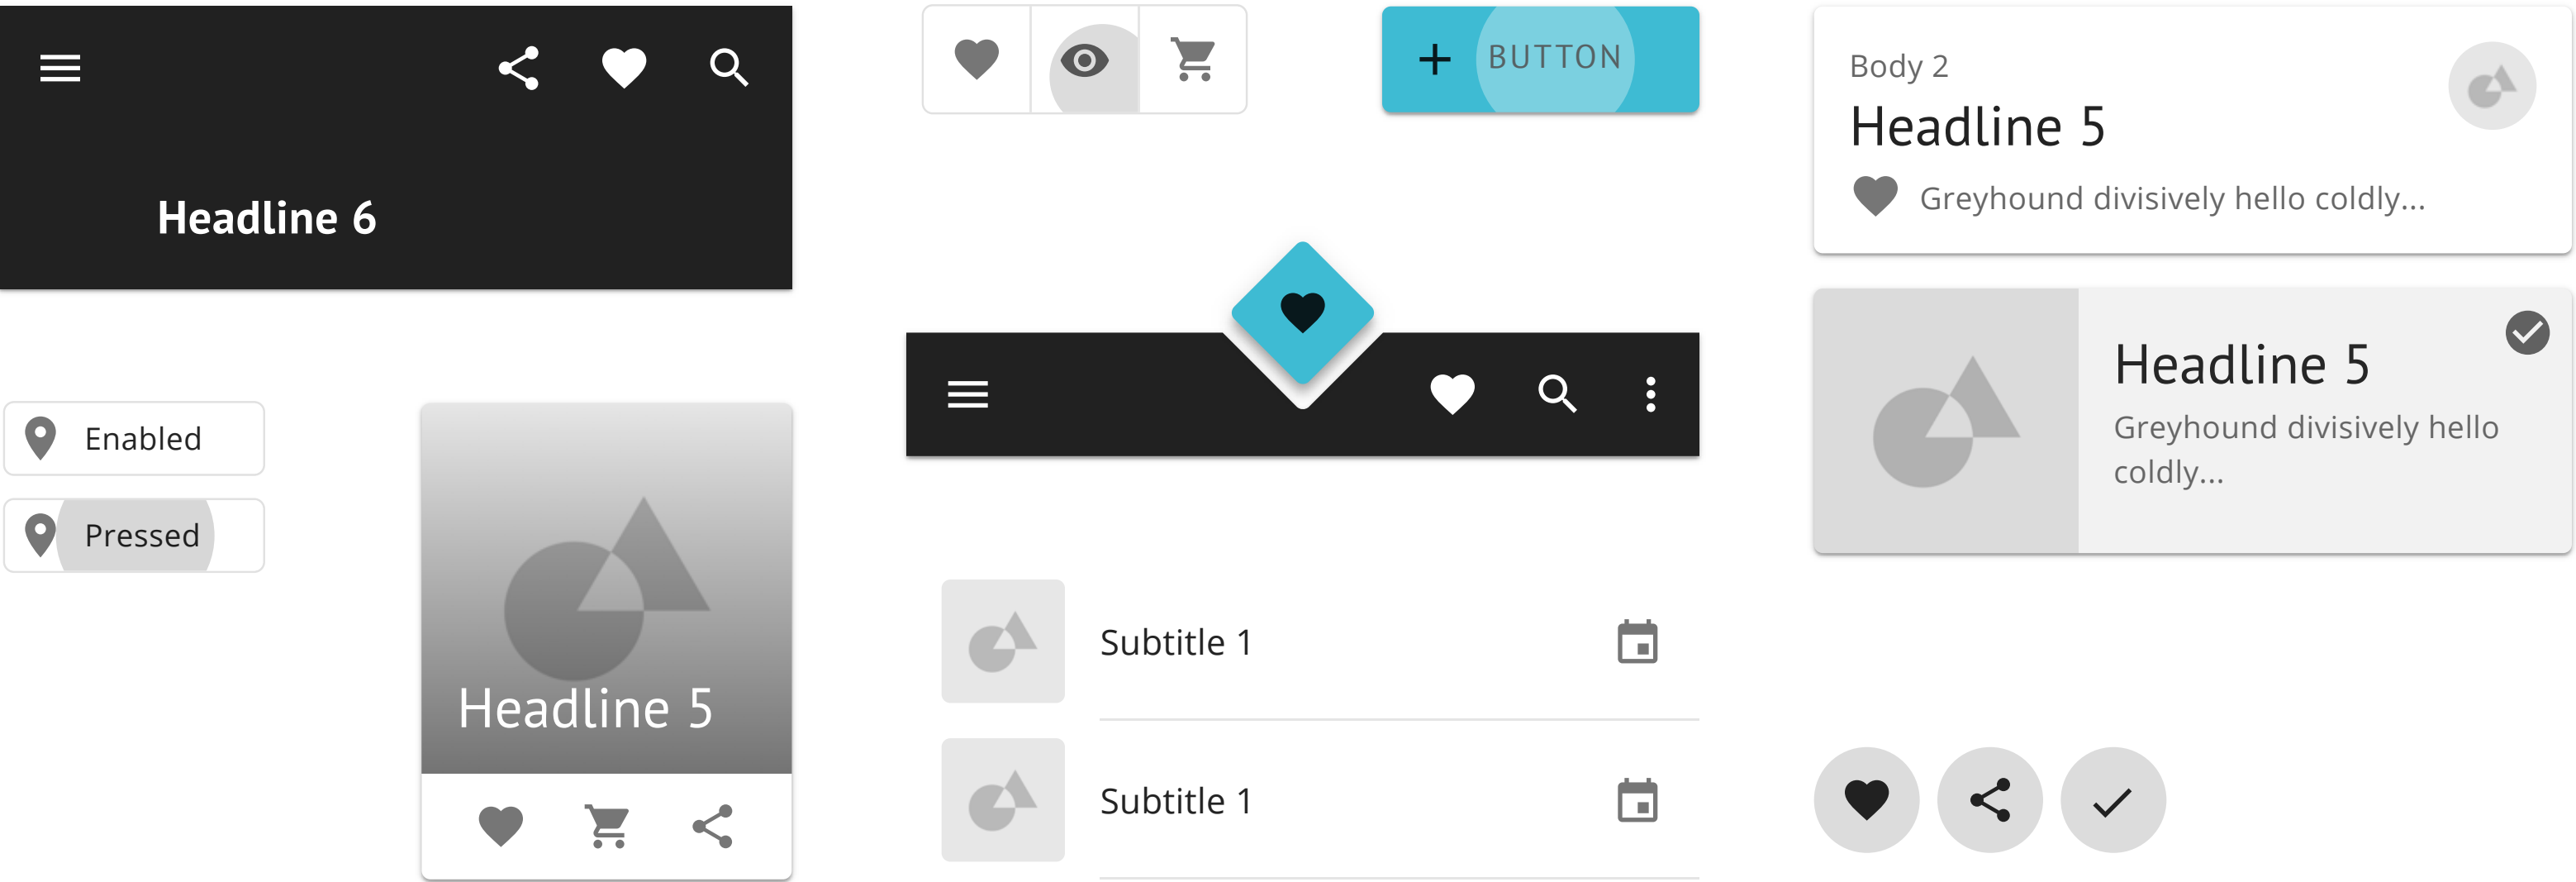 Headline 6
Enabled
Pressed
Headline 5
BUTTON
Subtitle 1
Subtitle 1
Body 2
Headline 5
Greyhound divisively hello coldly...
Headline 5
Greyhound divisively hello
coldly...